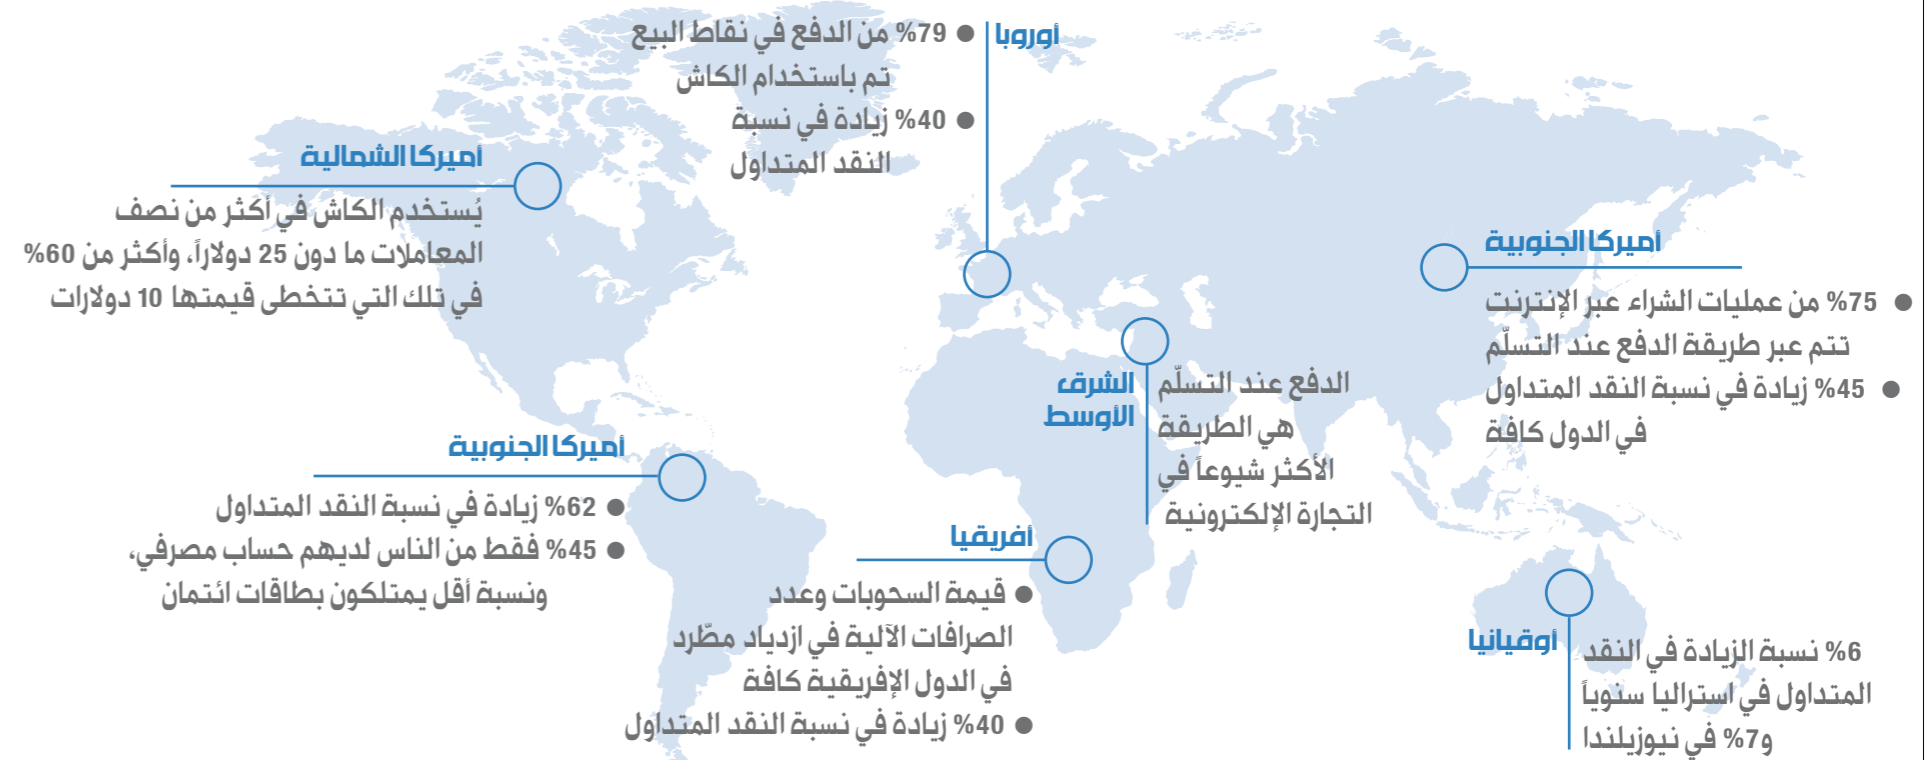 أوروبا
● 79% من الدفع في نقاط البيع
تم باستخدام الكاش
● 40% زيادة في نسبة
النقد المتداول
أميركا الشمالية
يُستخدم الكاش في أكثر من نصف
المعاملات ما دون 25 دولاراً، وأكثر من 60%
في تلك التي تتخطى قيمتها 10 دولارات
أميركا الجنوبية
● 75% من عمليات الشراء عبر الإنترنت
تتم عبر طريقة الدفع عند التسلّم
● 45% زيادة في نسبة النقد المتداول
في الدول كافة
الشرق
الأوسط
الدفع عند التسلّم
هي الطريقة
الأكثر شيوعاً في
التجارة الإلكترونية
أميركا الجنوبية
● 62% زيادة في نسبة النقد المتداول
● 45% فقط من الناس لديهم حساب مصرفي،
ونسبة أقل يمتلكون بطاقات ائتمان
أفريقيا
● قيمة السحوبات وعدد
الصرافات الآلية في ازدياد مطّرد
في الدول الإفريقية كافة
● 40% زيادة في نسبة النقد المتداول
أوقيانيا
6% نسبة الزيادة في النقد
المتداول في استراليا سنوياً
و7% في نيوزيلندا